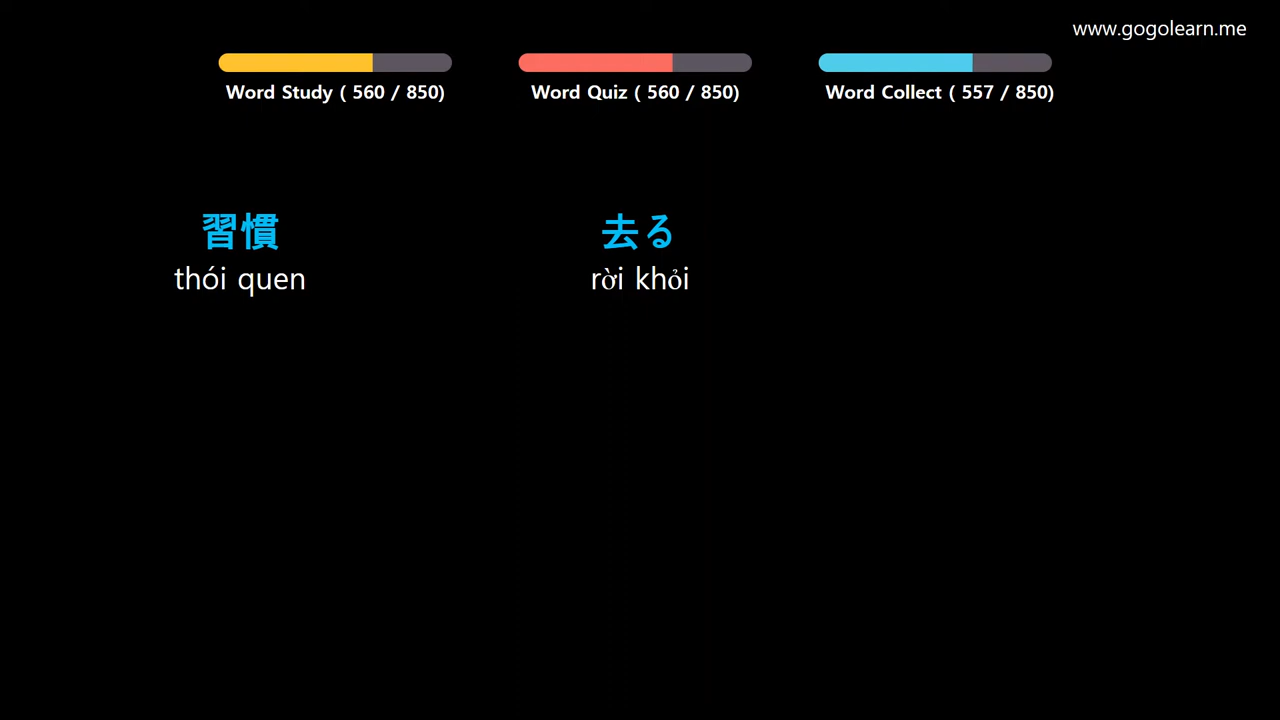 www.gogolearn.me
Word Study ( 560 / 850)
Word Quiz ( 560 / 850)
Word Collect ( 557 / 850)
習慣
thói quen
去る
rời khỏi